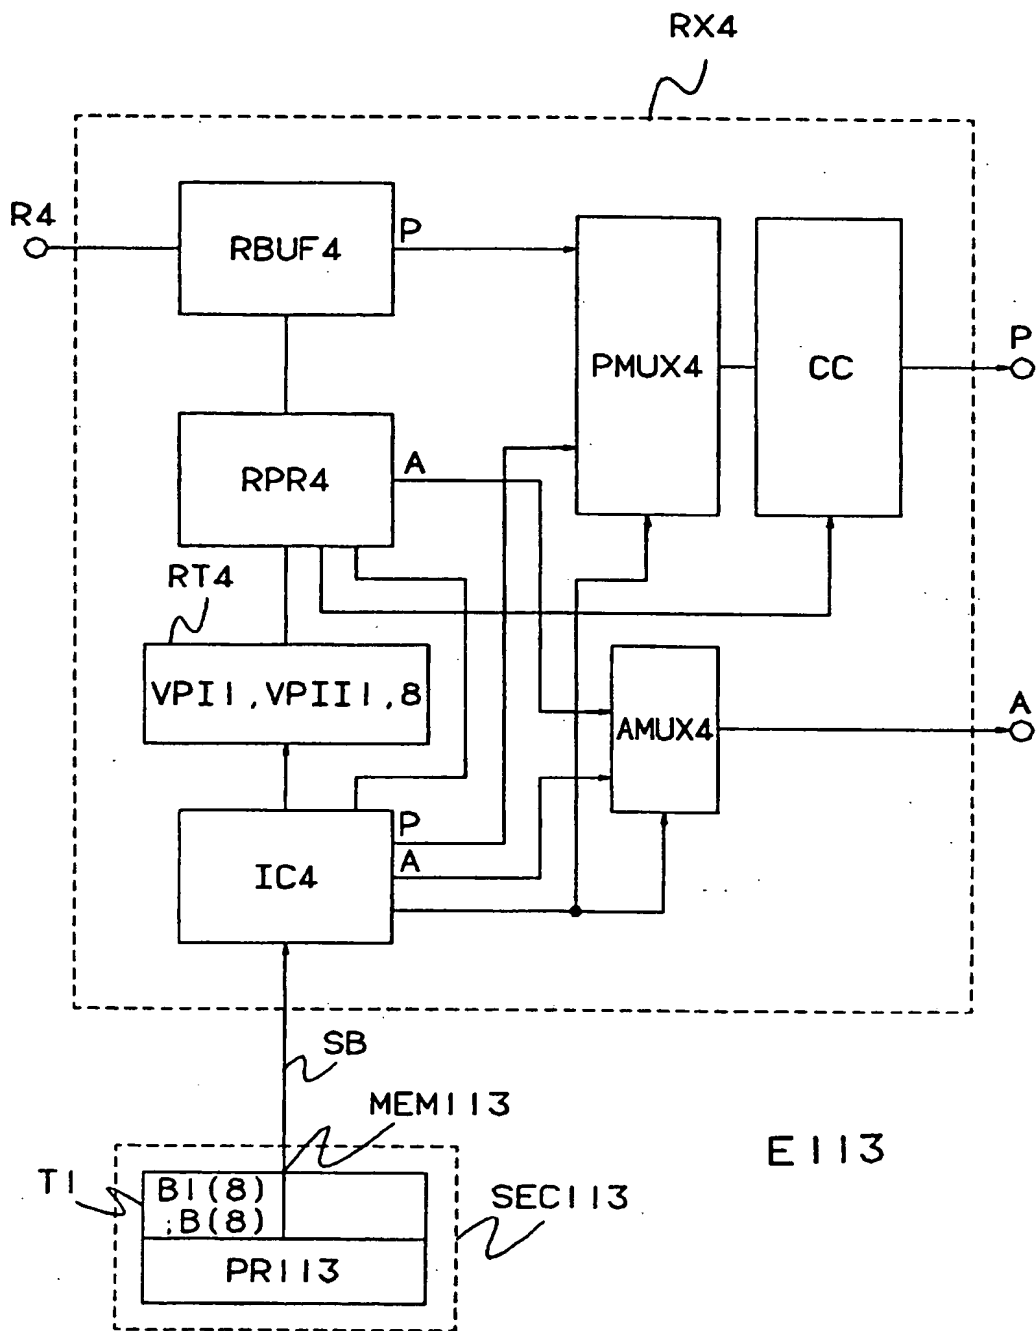 RX4
R4
RBUF4
P
PMUX4
CC
P
RPR4
A
RT4
VPI1,VPII1,8
AMUX4
A
IC4
P
A
SB
MEM113
E113
T1
B1(8)
;B(8)
SEC113
PR113